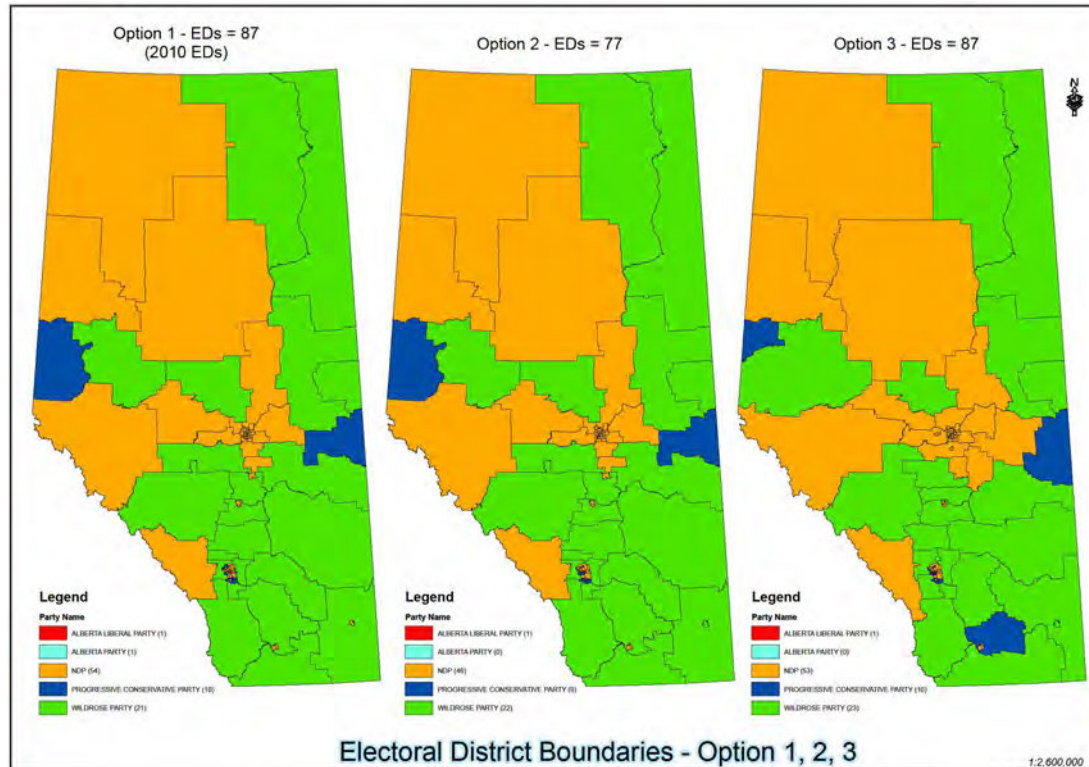 Option 1 - EDs = 87
(2010 EDs)
Option 2 - EDs = 77
Option 3 - EDs = 87
N
Legend
Party Name
ALBERTA LIBERAL PARTY (1)
ALBERTA PARTY (1)
NDP (54)
PROGRESSIVE CONSERVATIVE PARTY (10)
WILDROSE PARTY (21)
Legend
Party Name
ALBERTA LIBERAL PARTY (1)
ALBERTA PARTY (0)
NDP (46)
PROGRESSIVE CONSERVATIVE PARTY (8)
WILDROSE PARTY (22)
Legend
Party Name
ALBERTA LIBERAL PARTY (1)
ALBERTA PARTY (0)
NDP (53)
PROGRESSIVE CONSERVATIVE PARTY (10)
WILDROSE PARTY (23)
Electoral District Boundaries - Option 1, 2, 3
1:2,600,000